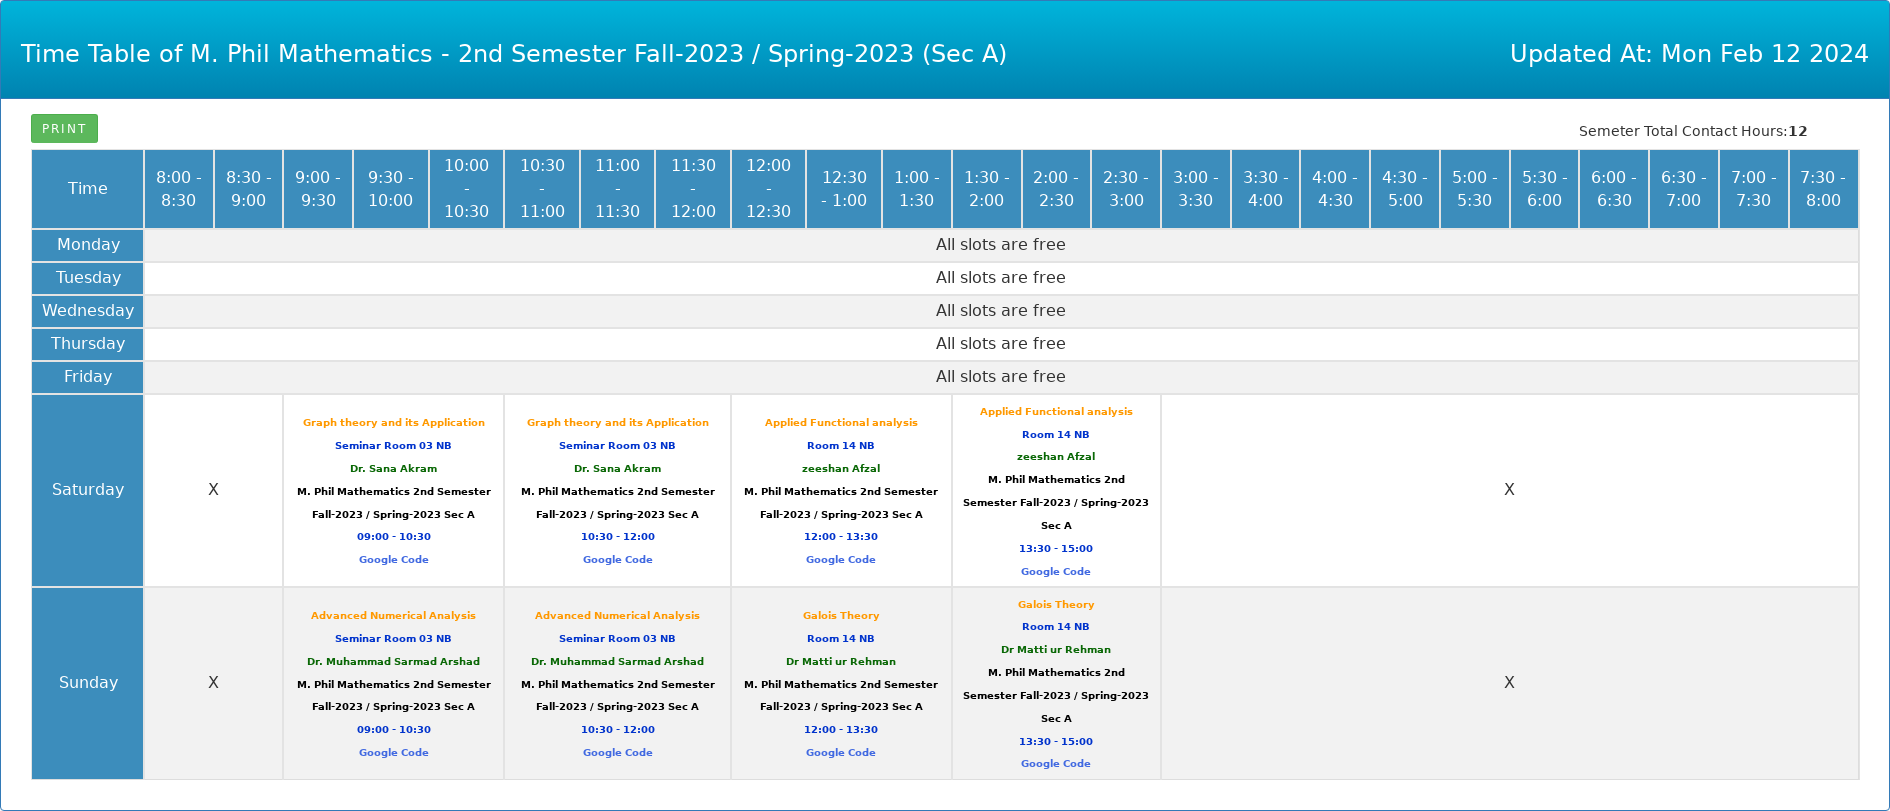 Time Table of M. Phil Mathematics - 2nd Semester Fall-2023 / Spring-2023 (Sec A)
Updated At: Mon Feb 12 2024
PRINT
Semeter Total Contact Hours:12
Time
8:00 -
8:30
8:30 -
9:00
9:00 -
9:30
9:30 -
10:00
10:00
-
10:30
10:30
-
11:00
11:00
-
11:30
11:30
-
12:00
12:00
-
12:30
12:30
- 1:00
1:00 -
1:30
1:30 -
2:00
2:00 -
2:30
2:30 -
3:00
3:00 -
3:30
3:30 -
4:00
4:00 -
4:30
4:30 -
5:00
5:00 -
5:30
5:30 -
6:00
6:00 -
6:30
6:30 -
7:00
7:00 -
7:30
7:30 -
8:00
Monday
All slots are free
Tuesday
All slots are free
Wednesday
All slots are free
Thursday
All slots are free
Friday
All slots are free
Saturday
X
Graph theory and its Application
Seminar Room 03 NB
Dr. Sana Akram
M. Phil Mathematics 2nd Semester
Fall-2023 / Spring-2023 Sec A
09:00 - 10:30
Google Code
Graph theory and its Application
Seminar Room 03 NB
Dr. Sana Akram
M. Phil Mathematics 2nd Semester
Fall-2023 / Spring-2023 Sec A
10:30 - 12:00
Google Code
Applied Functional analysis
Room 14 NB
zeeshan Afzal
M. Phil Mathematics 2nd Semester
Fall-2023 / Spring-2023 Sec A
12:00 - 13:30
Google Code
Applied Functional analysis
Room 14 NB
zeeshan Afzal
M. Phil Mathematics 2nd
Semester Fall-2023 / Spring-2023
Sec A
13:30 - 15:00
Google Code
X
Sunday
X
Advanced Numerical Analysis
Seminar Room 03 NB
Dr. Muhammad Sarmad Arshad
M. Phil Mathematics 2nd Semester
Fall-2023 / Spring-2023 Sec A
09:00 - 10:30
Google Code
Advanced Numerical Analysis
Seminar Room 03 NB
Dr. Muhammad Sarmad Arshad
M. Phil Mathematics 2nd Semester
Fall-2023 / Spring-2023 Sec A
10:30 - 12:00
Google Code
Galois Theory
Room 14 NB
Dr Matti ur Rehman
M. Phil Mathematics 2nd Semester
Fall-2023 / Spring-2023 Sec A
12:00 - 13:30
Google Code
Galois Theory
Room 14 NB
Dr Matti ur Rehman
M. Phil Mathematics 2nd
Semester Fall-2023 / Spring-2023
Sec A
13:30 - 15:00
Google Code
X